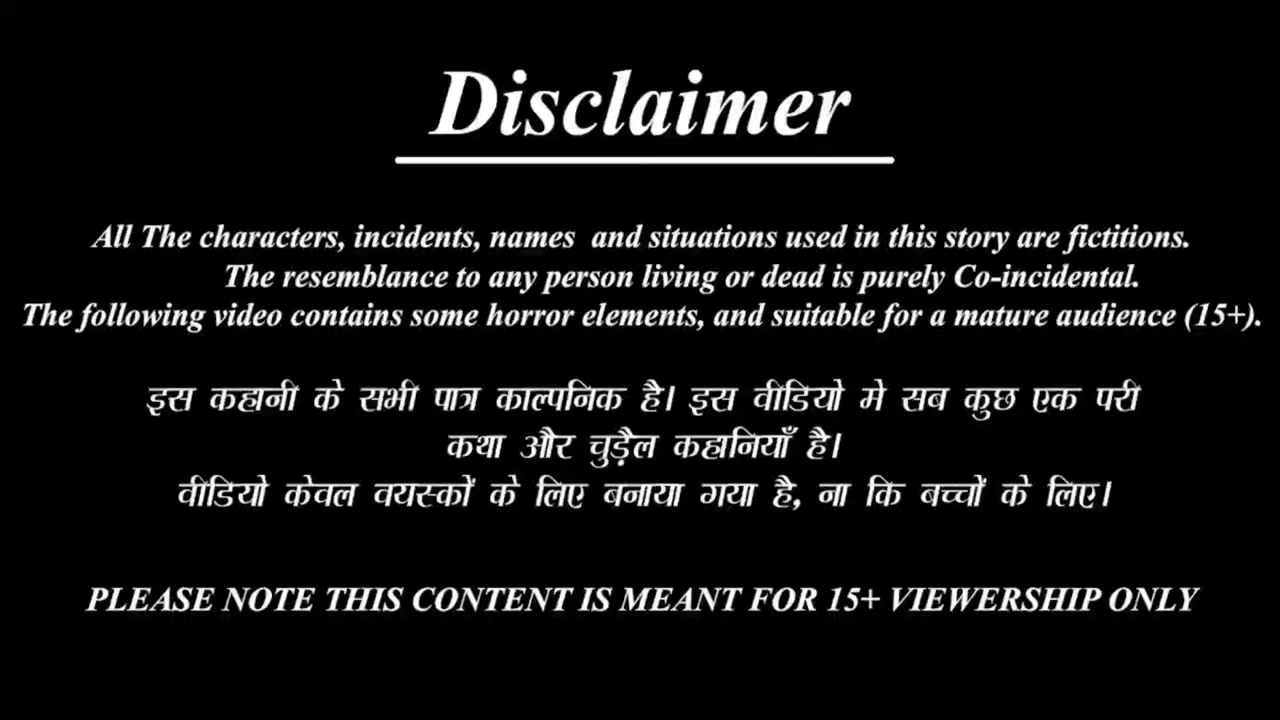 Disclaimer
All The characters, incidents, names and situations used in this story are fictitions.
The resemblance to any person living or dead is purely Co-incidental.
The following video contains some horror elements, and suitable for a mature audience (15+).
इस कहानी के सभी पात्र काल्पनिक है। इस वीडियो मे सब कुछ एक परी
कथा और चुड़ैल कहानियाँ है।
वीडियो केवल वयस्कों के लिए बनाया गया है, ना कि बच्चों के लिए।
PLEASE NOTE THIS CONTENT IS MEANT FOR 15+ VIEWERSHIP ONLY